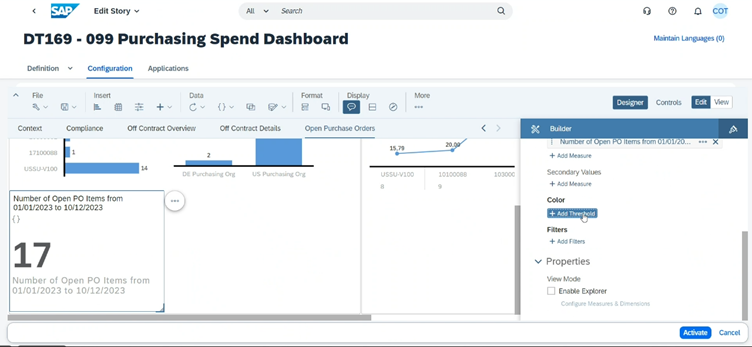 SAP Edit Story All Search COT
DT169 - 099 Purchasing Spend Dashboard
Maintain Languages (0)
Definition Configuration Applications
File Insert Data Format Display More
Designer Controls Edit View
Context Compliance Off Contract Overview Off Contract Details Open Purchase Orders
Builder
17100088 1
USSU-V100 14
2
DE Purchasing Org US Purchasing Org
15,79 20,00
USSU-V100 10100088 103000
8 9
Number of Open PO Items from 01/01/20...
+ Add Measure
Secondary Values
+ Add Measure
Color
+ Add Threshold
Filters
+ Add Filters
Properties
View Mode
Enable Explorer
Configure Measures & Dimensions
Number of Open PO Items from
01/01/2023 to 10/12/2023
{}
17
Number of Open PO Items from
01/01/2023 to 10/12/2023
Activate Cancel